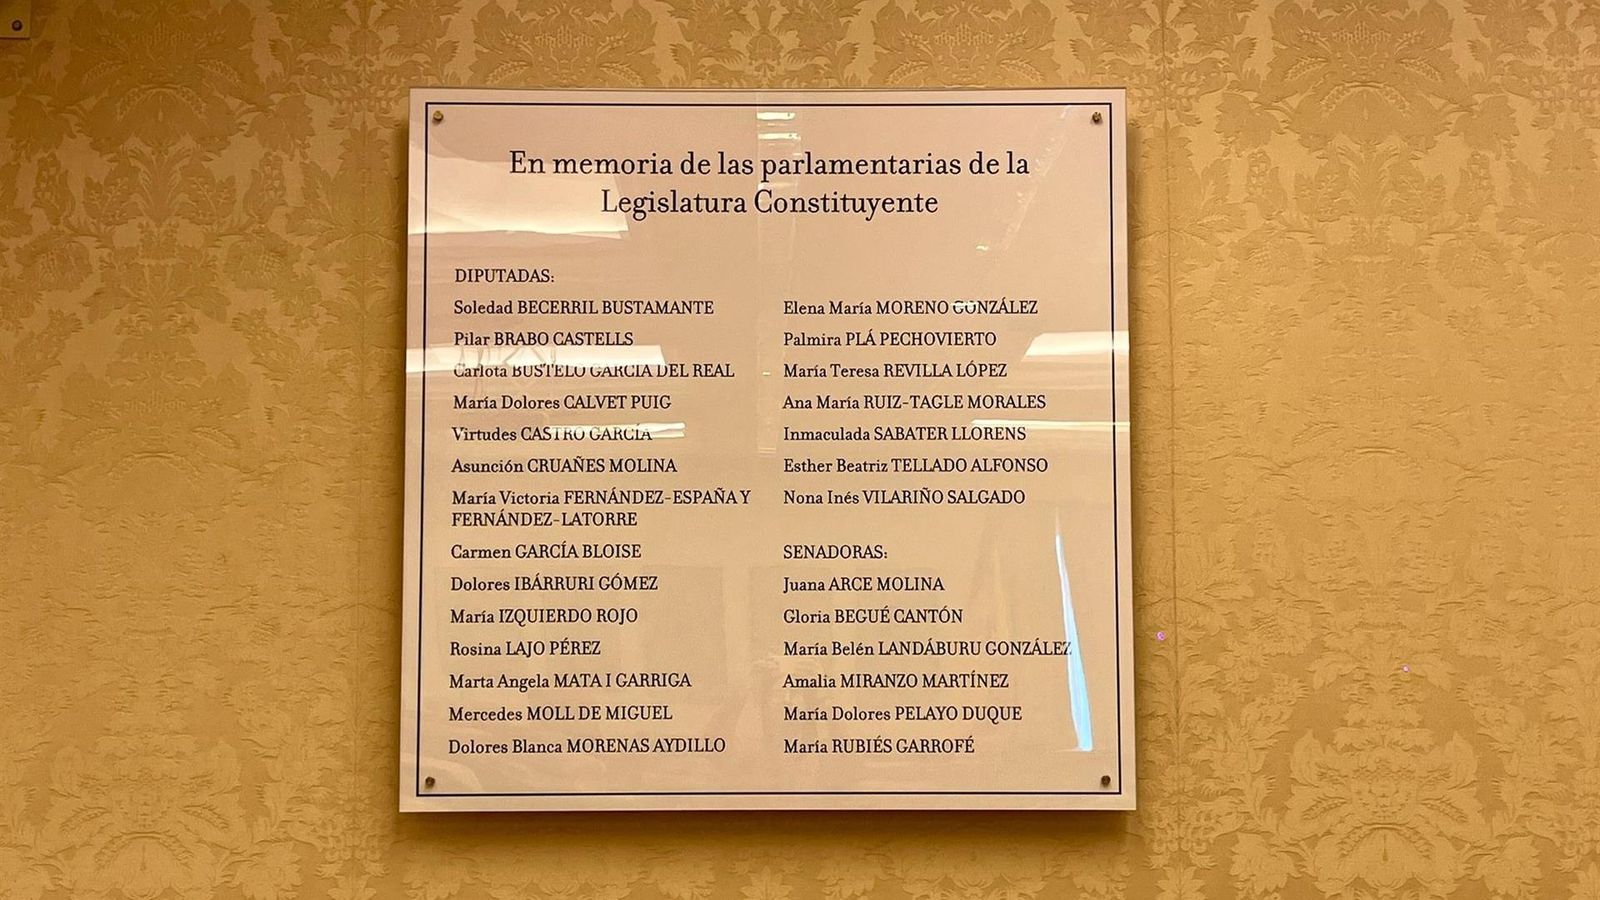 En memoria de las parlamentarias de la
Legislatura Constituyente
DIPUTADAS:
Soledad BECERRIL BUSTAMANTE
Pilar BRABO CASTELLS
Carlota BUSTELO GARCÍA DEL REAL
María Dolores CALVET PUIG
Virtudes CASTRO GARCÍA
Asunción CRUAÑES MOLINA
María Victoria FERNÁNDEZ-ESPAÑA Y
FERNÁNDEZ-LATORRE
Carmen GARCÍA BLOISE
Dolores IBÁRRURI GÓMEZ
María IZQUIERDO ROJO
Rosina LAJO PÉREZ
Marta Angela MATA I GARRIGA
Mercedes MOLL DE MIGUEL
Dolores Blanca MORENAS AYDILLO
Elena María MORENO GONZÁLEZ
Palmira PLÁ PECHOVIERTO
María Teresa REVILLA LÓPEZ
Ana María RUIZ-TAGLE MORALES
Inmaculada SABATER LLORENS
Esther Beatriz TELLADO ALFONSO
Nona Inés VILARIÑO SALGADO
SENADORAS:
Juana ARCE MOLINA
Gloria BEGUÉ CANTÓN
María Belén LANDÁBURU GONZÁLEZ
Amalia MIRANZO MARTÍNEZ
María Dolores PELAYO DUQUE
María RUBIÉS GARROFÉ